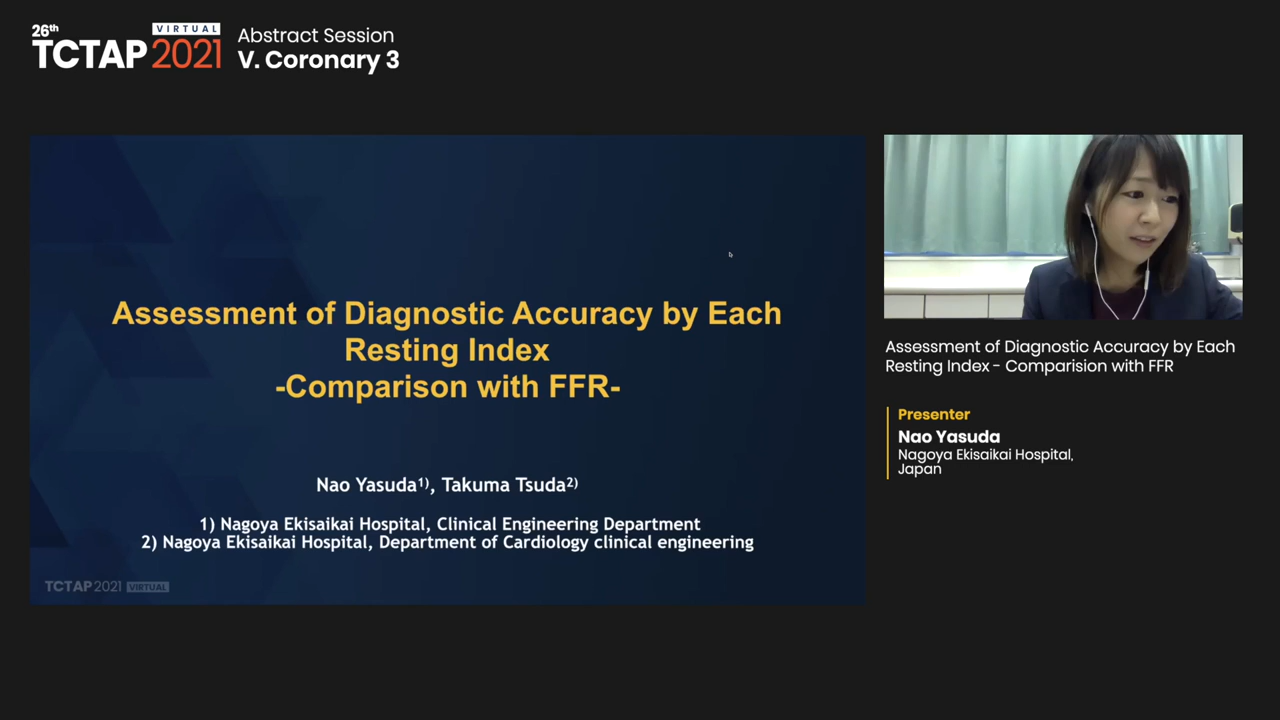 26th
VIRTUAL
TCTAP 2021
Abstract Session
V. Coronary 3
Assessment of Diagnostic Accuracy by Each
Resting Index
-Comparison with FFR-
Nao Yasuda1), Takuma Tsuda2)
1) Nagoya Ekisaikai Hospital, Clinical Engineering Department
2) Nagoya Ekisaikai Hospital, Department of Cardiology clinical engineering
TCTAP 2021 VIRTUAL
Assessment of Diagnostic Accuracy by Each
Resting Index - Comparision with FFR
Presenter
Nao Yasuda
Nagoya Ekisaikai Hospital,
Japan